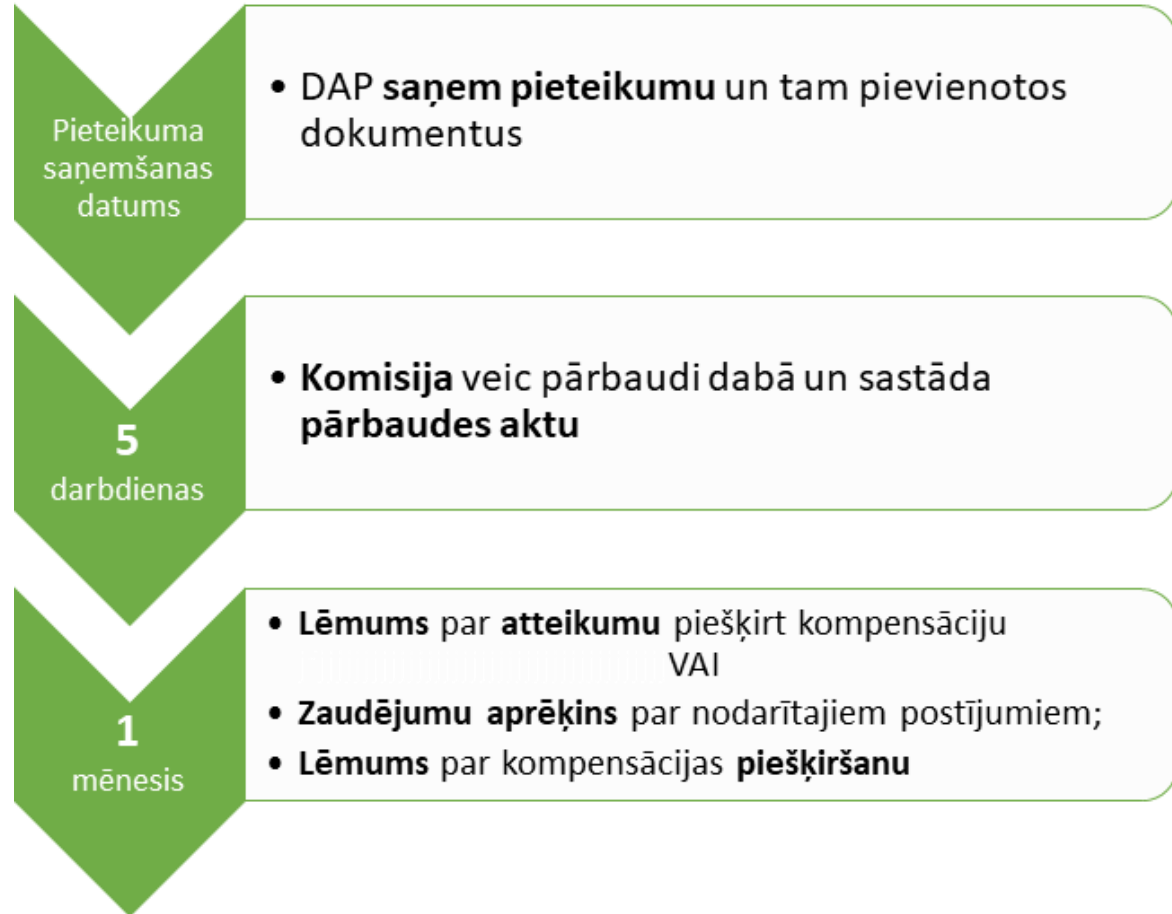 Pieteikuma
saņemšanas
datums
• DAP saņem pieteikumu un tam pievienotos
dokumentus
5
darbdienas
• Komisija veic pārbaudi dabā un sastāda
pārbaudes aktu
1
mēnesis
• Lēmums par atteikumu piešķirt kompensāciju
VAI
• Zaudējumu aprēķins par nodarītajiem postījumiem;
• Lēmums par kompensācijas piešķiršanu